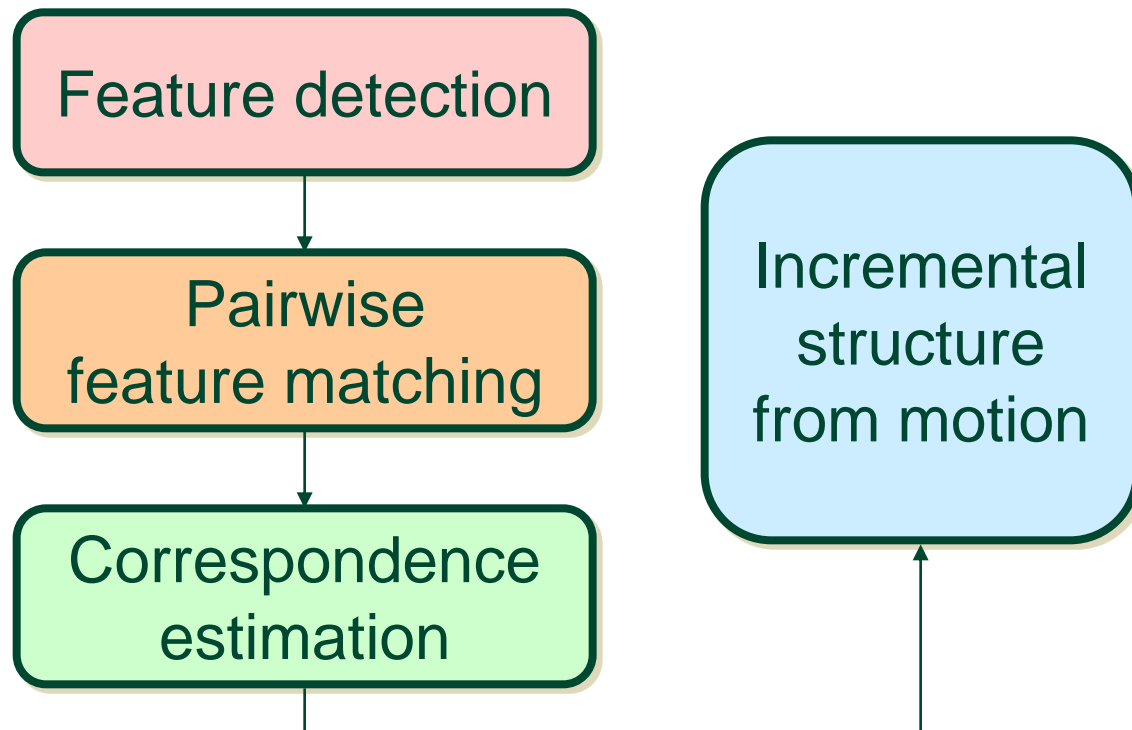 Feature detection
Pairwise
feature matching
Correspondence
estimation
Incremental
structure
from motion